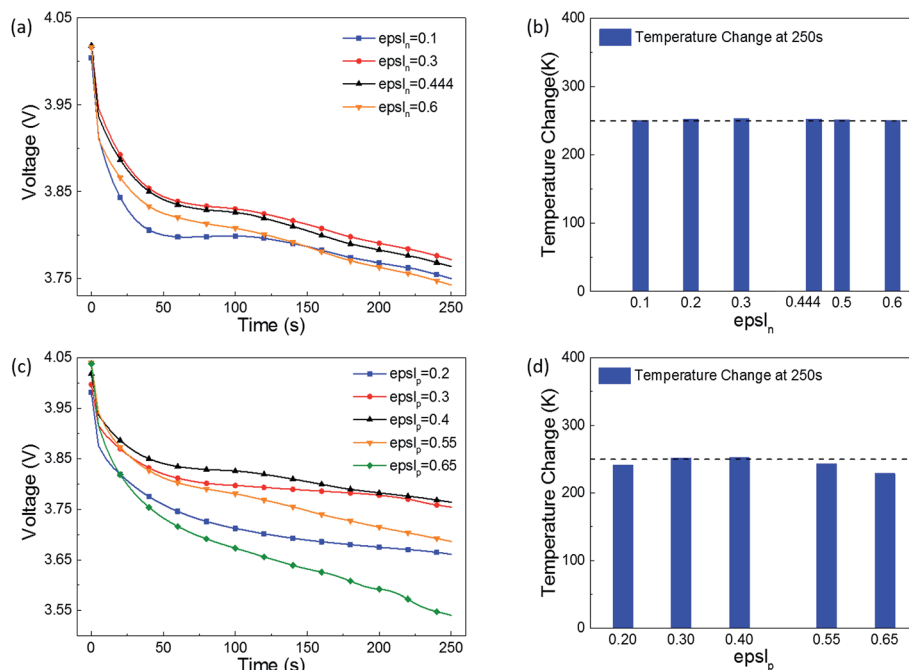 (a)
4.05
3.95
3.85
3.75
Voltage (V)
epsl_n=0.1
epsl_n=0.3
epsl_n=0.444
epsl_n=0.6
0 50 100 150 200 250
Time (s)
(b)
400
300
200
100
0
Temperature Change(K)
Temperature Change at 250s
0.1 0.2 0.3 0.444 0.5 0.6
epsl_n
(c)
4.05
3.95
3.85
3.75
3.65
3.55
Voltage (V)
epsl_p=0.2
epsl_p=0.3
epsl_p=0.4
epsl_p=0.55
epsl_p=0.65
0 50 100 150 200 250
Time (s)
(d)
400
300
200
100
0
Temperature Change (K)
Temperature Change at 250s
0.20 0.30 0.40 0.55 0.65
epsl_p